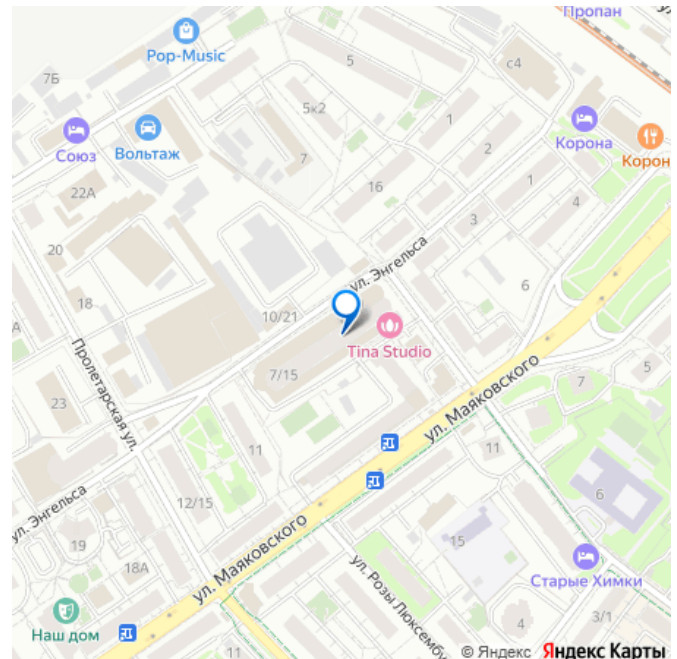 Пропан
Pop-Music
5
с4
7Б
5к2
1
Корона
Союз
Вольтаж
7
2
Корон
22А
16
1
4
3
20
ул. Энгельса
6
18
10/21
Tina Studio
Пролетарская ул.
7/15
ул. Маяковского
5
7
23
11
11
12/15
6
ул. Энгельса
19
15
18А
ул. Маяковского
Старые Химки
ул. Розы Люксембу
4
3/1
Наш дом
11
© Яндекс Яндекс Карты